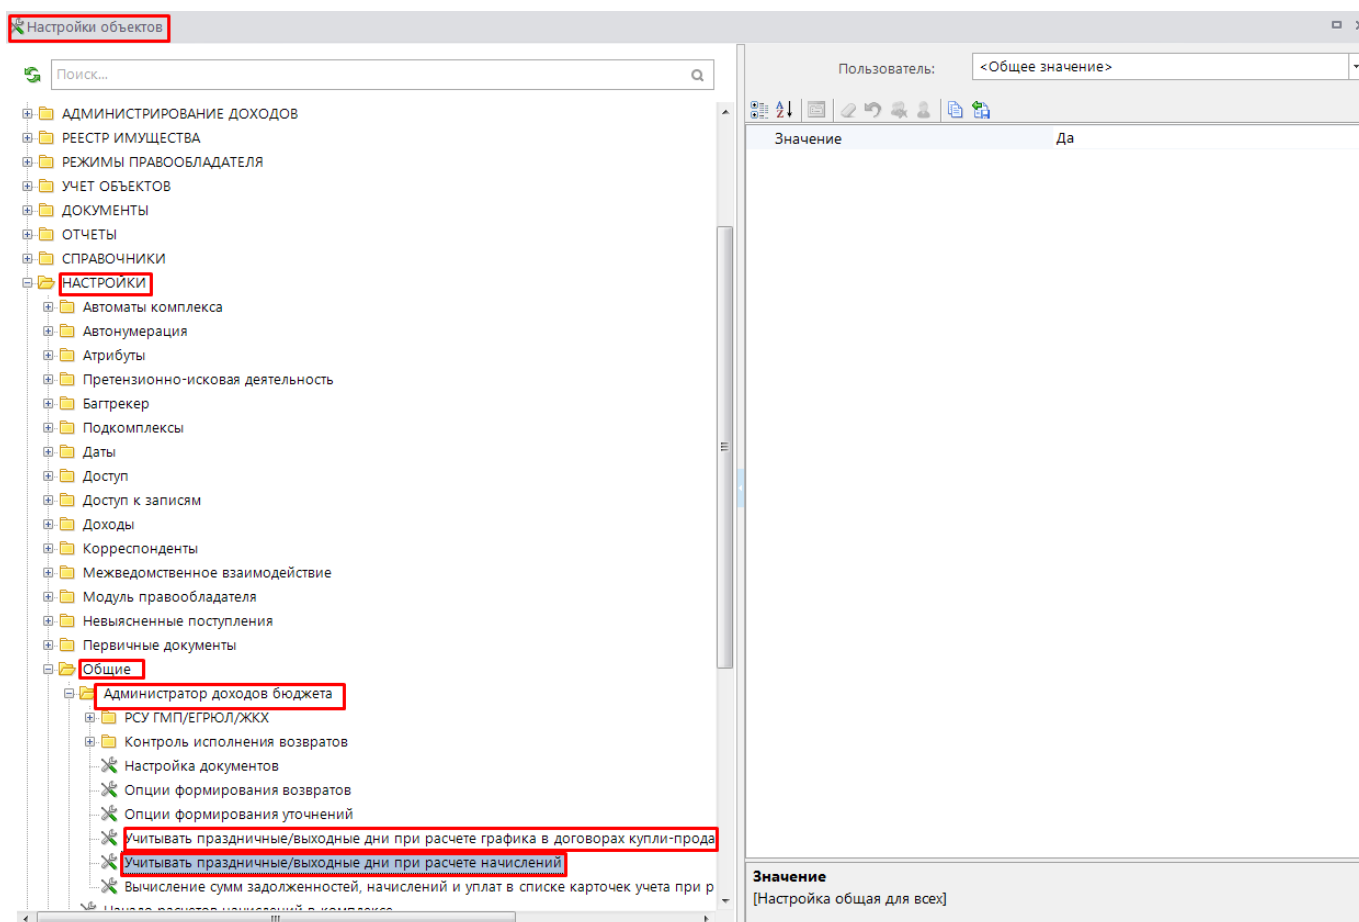 Настройки объектов
Поиск...
АДМИНИСТРИРОВАНИЕ ДОХОДОВ
РЕЕСТР ИМУЩЕСТВА
РЕЖИМЫ ПРАВООБЛАДАТЕЛЯ
УЧЕТ ОБЪЕКТОВ
ДОКУМЕНТЫ
ОТЧЕТЫ
СПРАВОЧНИКИ
НАСТРОЙКИ
Автоматы комплекса
Автонумерация
Атрибуты
Претензионно-исковая деятельность
Багтрекер
Подкомплексы
Даты
Доступ
Доступ к записям
Доходы
Корреспонденты
Межведомственное взаимодействие
Модуль правообладателя
Невыясненные поступления
Первичные документы
Общие
Администратор доходов бюджета
РСУ ГМП/ЕГРЮЛ/ЖКХ
Контроль исполнения возвратов
Настройка документов
Опции формирования возвратов
Опции формирования уточнений
Учитывать праздничные/выходные дни при расчете графика в договорах купли-прода
Учитывать праздничные/выходные дни при расчете начислений
Вычисление сумм задолженностей, начислений и уплат в списке карточек учета при р
Начало расчетов начислений в комплексе
Пользователь: <Общее значение>
Значение Да
Значение
[Настройка общая для всех]